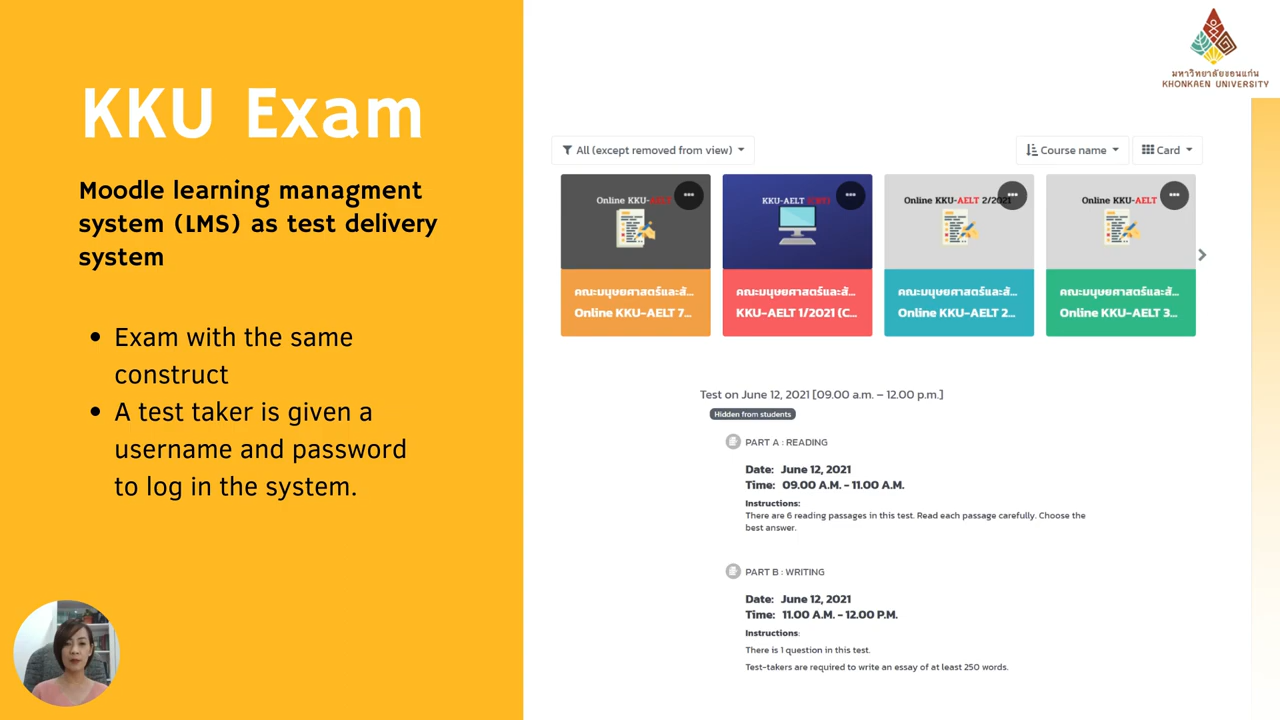 KKU Exam
Moodle learning managment
system (LMS) as test delivery
system
Exam with the same
construct
A test taker is given a
username and password
to log in the system.
มหาวิทยาลัยขอนแก่น
KHONKAEN UNIVERSITY
All (except removed from view)
Course name
Card
Online KKU-AELT
คณะมนุษยศาสตร์และสั...
Online KKU-AELT 7...
KKU-AELT
คณะมนุษยศาสตร์และสั...
KKU-AELT 1/2021 (C...
Online KKU-AELT 2/2021
คณะมนุษยศาสตร์และสั...
Online KKU-AELT 2...
Online KKU-AELT
คณะมนุษยศาสตร์และสั...
Online KKU-AELT 3...
Test on June 12, 2021 [09.00 a.m. – 12.00 p.m.]
Hidden from students
PART A : READING
Date: June 12, 2021
Time: 09.00 A.M. - 11.00 A.M.
Instructions:
There are 6 reading passages in this test. Read each passage carefully. Choose the
best answer.
PART B : WRITING
Date: June 12, 2021
Time: 11.00 A.M. - 12.00 P.M.
Instructions:
There is 1 question in this test.
Test-takers are required to write an essay of at least 250 words.